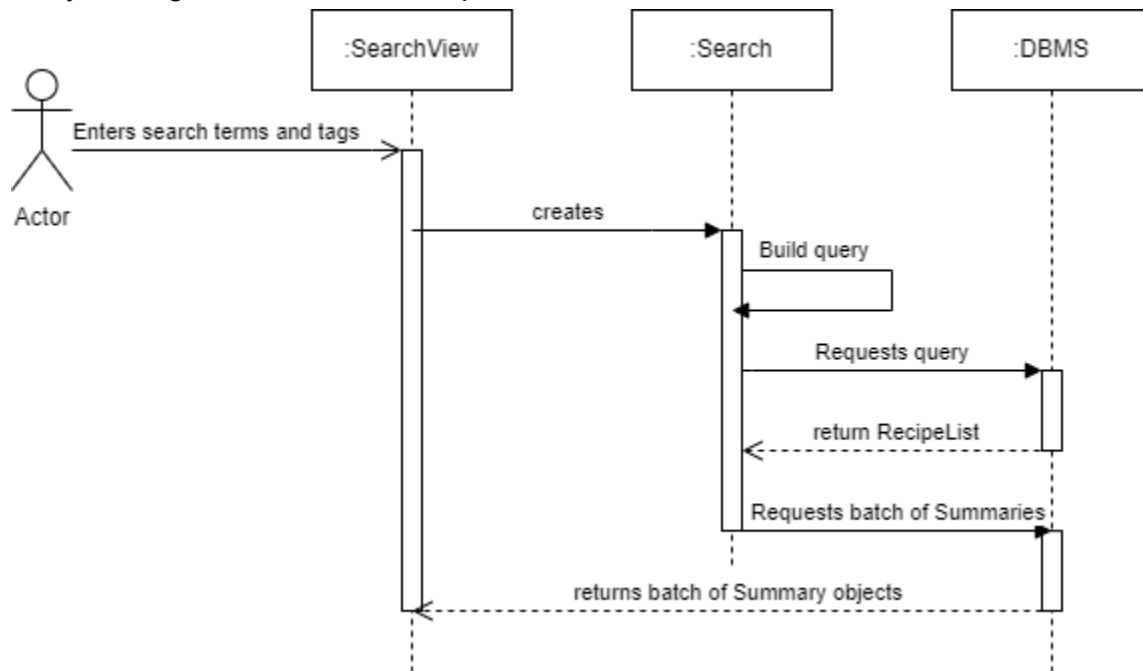 :SearchView
:Search
:DBMS
Enters search terms and tags
Actor
creates
Build query
Requests query
return RecipeList
Requests batch of Summaries
returns batch of Summary objects